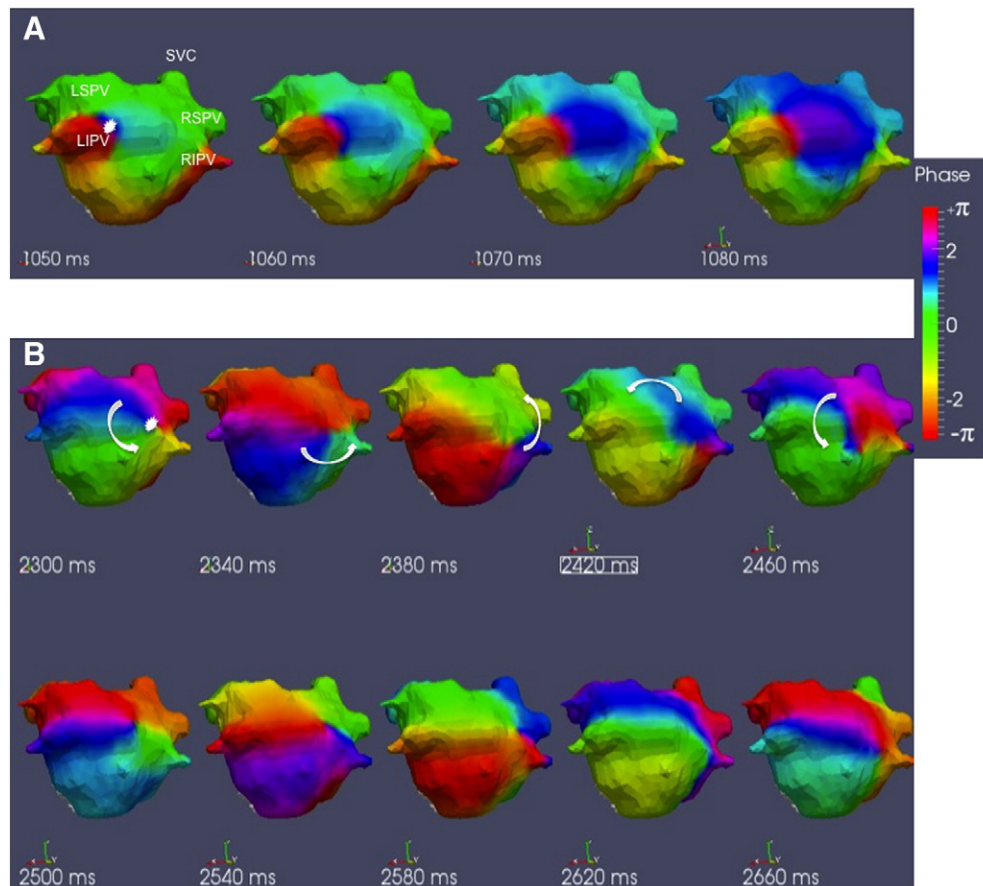 A
SVC
LSPV
RSPV
LIPV
RIPV
1050 ms
1060 ms
1070 ms
1080 ms
Phase
+π
2
0
-2
-π
B
2300 ms
2340 ms
2380 ms
2420 ms
2460 ms
2500 ms
2540 ms
2580 ms
2620 ms
2660 ms